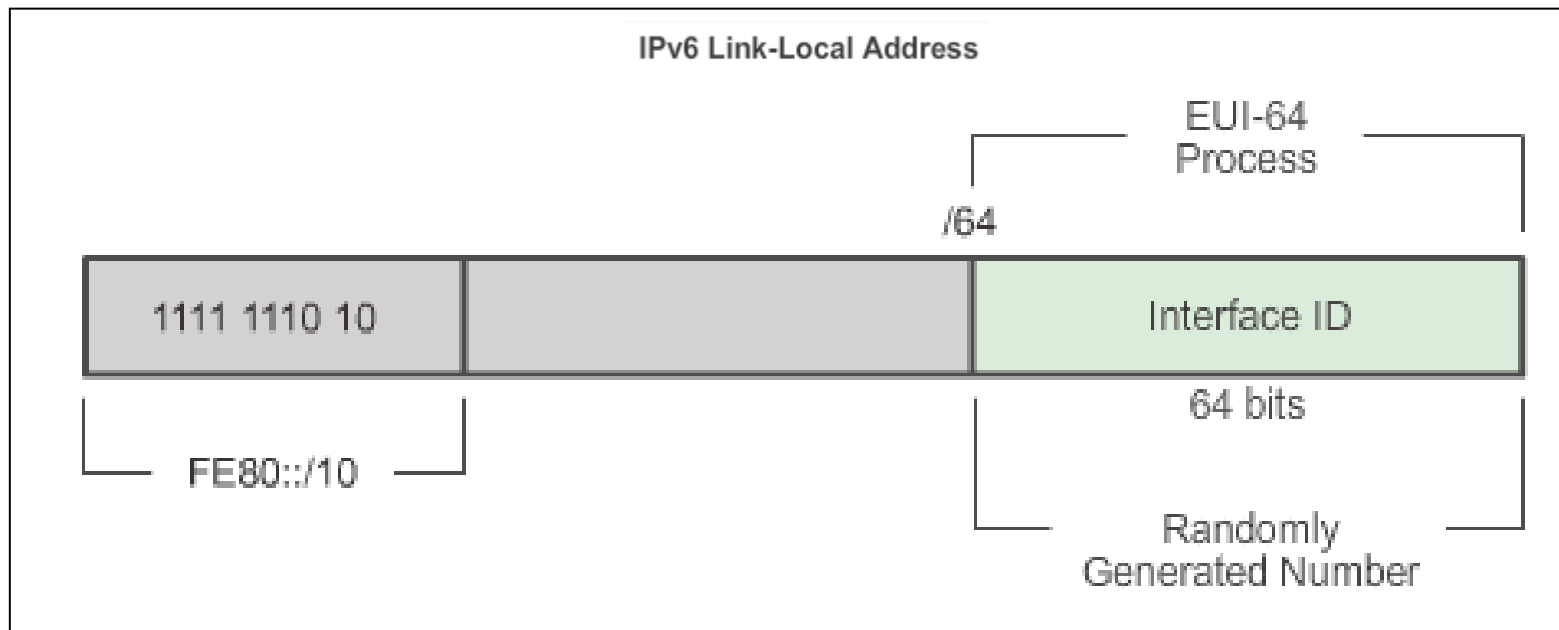 IPv6 Link-Local Address
EUI-64
Process
/64
1111 1110 10
Interface ID
64 bits
FE80::/10
Randomly
Generated Number